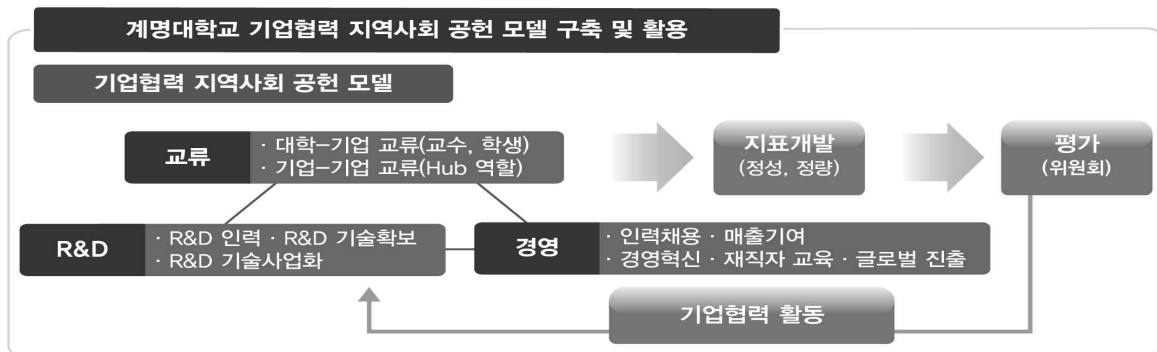 계명대학교 기업협력 지역사회 공헌 모델 구축 및 활용
기업협력 지역사회 공헌 모델
교류
· 대학-기업 교류(교수, 학생)
· 기업-기업 교류(Hub 역할)
지표개발
(정성, 정량)
평가
(위원회)
R&D
· R&D 인력 · R&D 기술확보
· R&D 기술사업화
경영
· 인력채용 · 매출기여
· 경영혁신 · 재직자 교육 · 글로벌 진출
기업협력 활동